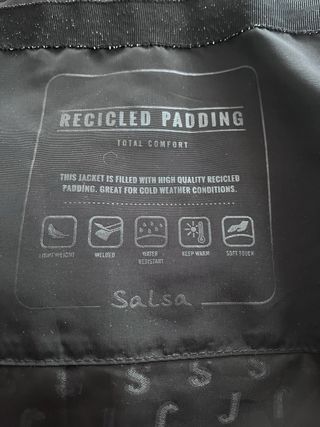 RECICLED PADDING
TOTAL COMFORT
THIS JACKET IS FILLED WITH HIGH QUALITY RECICLED
PADDING. GREAT FOR COLD WEATHER CONDITIONS.
LIGHTWEIGHT WELDED WATER RESISTANT KEEP WARM SOFT TOUCH
Salsa
S S S
J